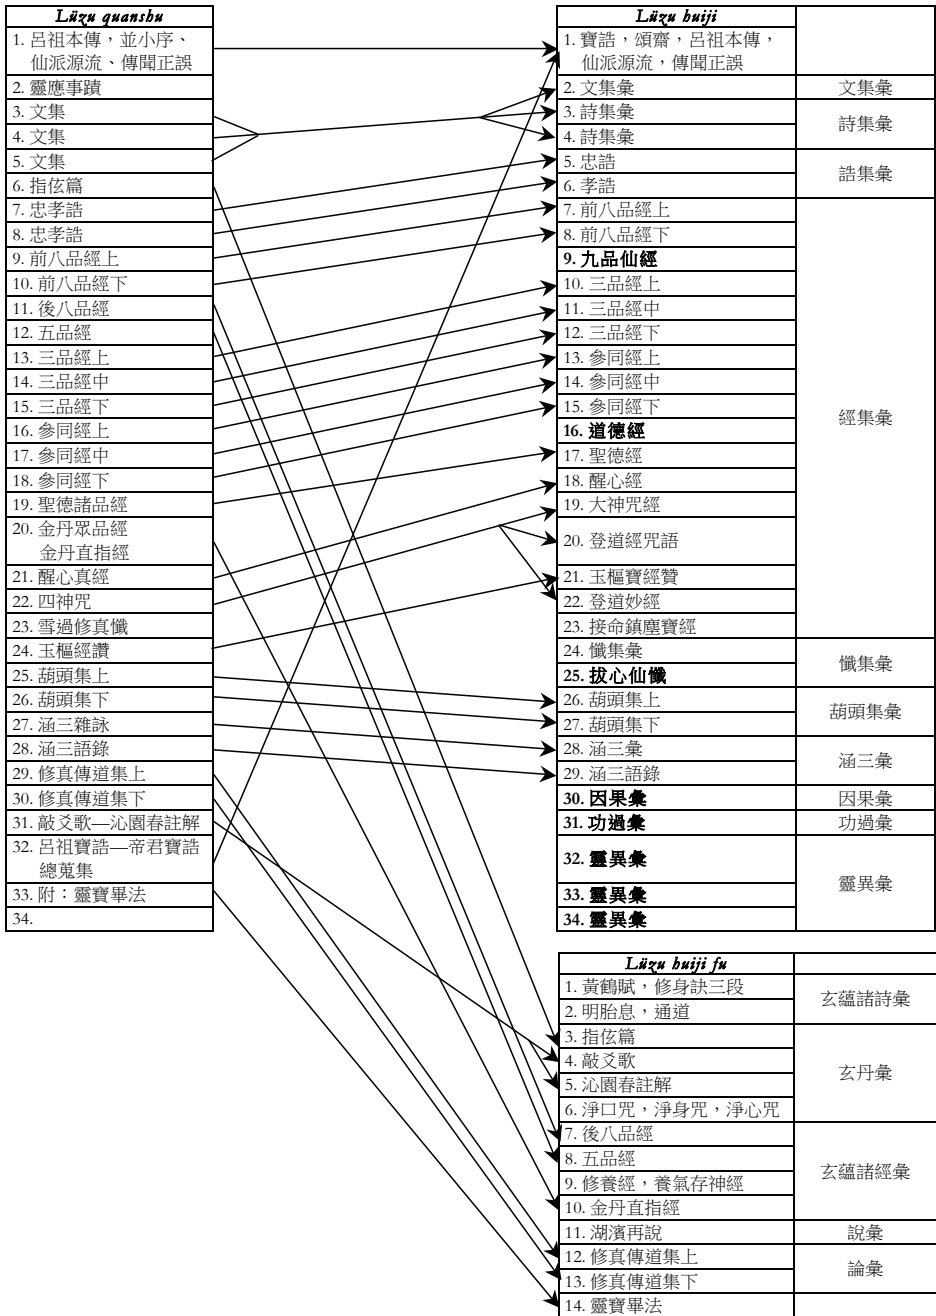 Lüzu quanshu
1. 呂祖本傳，並小序、
仙派源流、傳聞正誤
2. 靈應事蹟
3. 文集
4. 文集
5. 文集
6. 指伭篇
7. 忠孝誥
8. 忠孝誥
9. 前八品經上
10. 前八品經下
11. 後八品經
12. 五品經
13. 三品經上
14. 三品經中
15. 三品經下
16. 參同經上
17. 參同經中
18. 參同經下
19. 聖德諸品經
20. 金丹眾品經
金丹直指經
21. 醒心真經
22. 四神咒
23. 雪過修真懺
24. 玉樞經讚
25. 葫頭集上
26. 葫頭集下
27. 涵三雜詠
28. 涵三語錄
29. 修真傳道集上
30. 修真傳道集下
31. 敲爻歌—沁園春註解
32. 呂祖寶誥—帝君寶誥
總蒐集
33. 附：靈寶畢法
34.
Lüzu huiji
1. 寶誥，頌齋，呂祖本傳，
仙派源流，傳聞正誤
2. 文集彙
3. 詩集彙
4. 詩集彙
5. 忠誥
6. 孝誥
7. 前八品經上
8. 前八品經下
9. 九品仙經
10. 三品經上
11. 三品經中
12. 三品經下
13. 參同經上
14. 參同經中
15. 參同經下
16. 道德經
17. 聖德經
18. 醒心經
19. 大神咒經
20. 登道經咒語
21. 玉樞寶經贊
22. 登道妙經
23. 接命鎮塵寶經
24. 懺集彙
25. 拔心仙懺
26. 葫頭集上
27. 葫頭集下
28. 涵三彙
29. 涵三語錄
30. 因果彙
31. 功過彙
32. 靈異彙
33. 靈異彙
34. 靈異彙
文集彙
詩集彙
誥集彙
經集彙
懺集彙
葫頭集彙
涵三彙
因果彙
功過彙
靈異彙
Lüzu huiji fu
1. 黃鶴賦，修身訣三段
2. 明胎息，通道
3. 指伭篇
4. 敲爻歌
5. 沁園春註解
6. 淨口咒，淨身咒，淨心咒
7. 後八品經
8. 五品經
9. 修養經，養氣存神經
10. 金丹直指經
11. 湖濱再說
12. 修真傳道集上
13. 修真傳道集下
14. 靈寶畢法
玄蘊諸詩彙
玄丹彙
玄蘊諸經彙
說彙
論彙